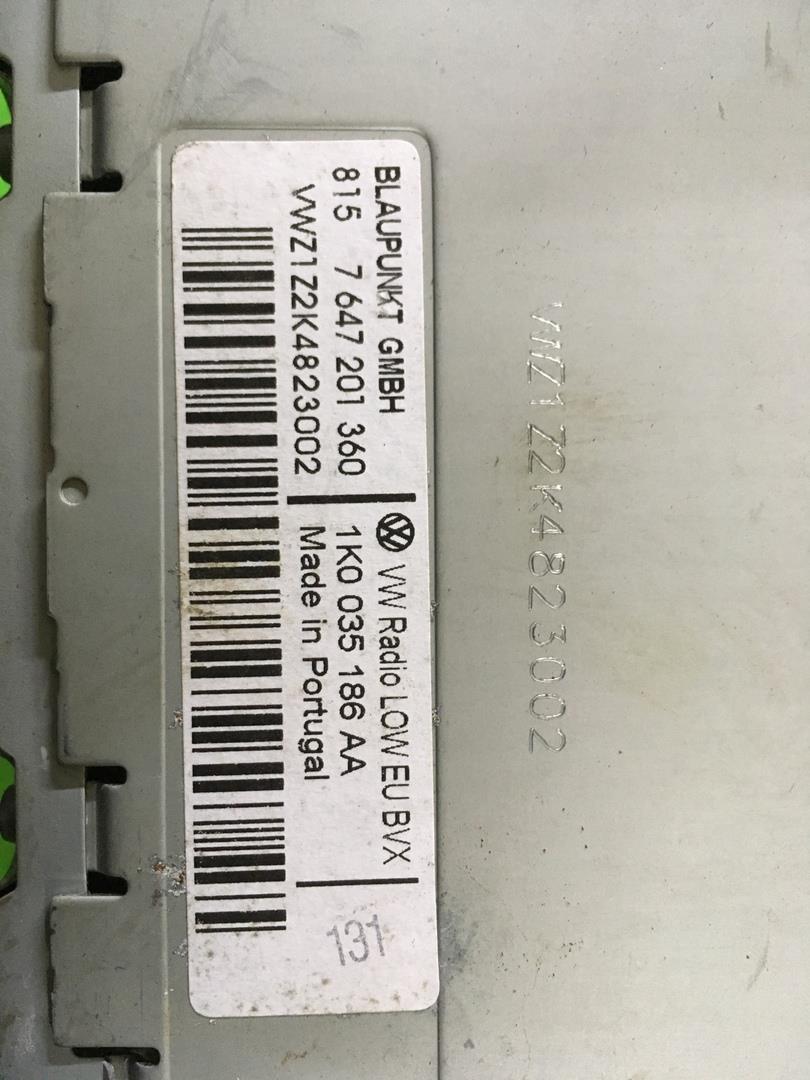 BLAUPUNKT GMBH
815 7 647 201 360
VWZ1Z2K4823002
VW Radio LOW EU BVX
1K0 035 186 AA
Made in Portugal
131
VWZ1Z2K4823002